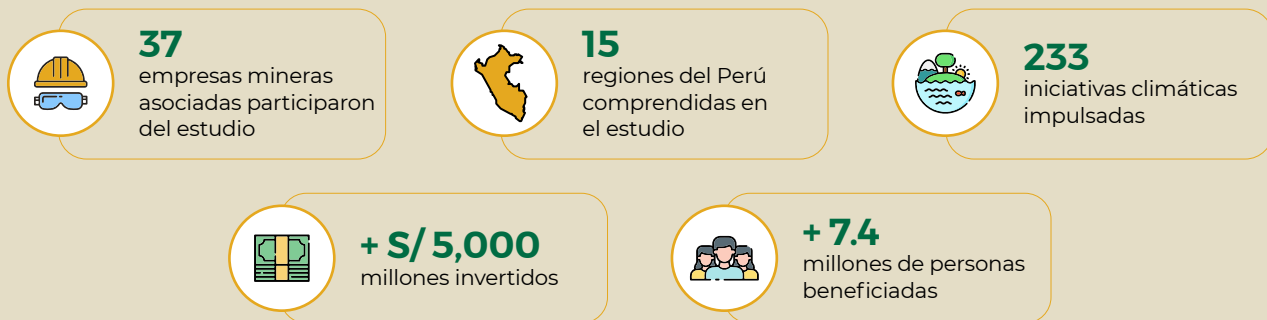 37
empresas mineras
asociadas participaron
del estudio
15
regiones del Perú
comprendidas en
el estudio
233
iniciativas climáticas
impulsadas
+ S/ 5,000
millones invertidos
+ 7.4
millones de personas
beneficiadas